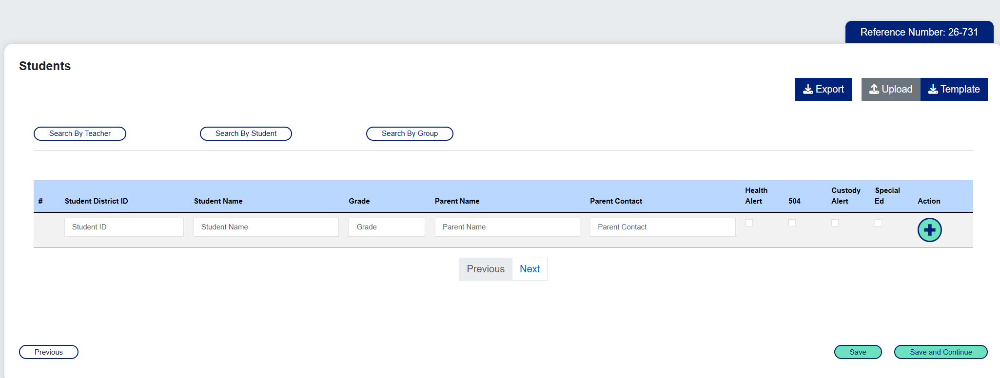 Reference Number: 26-731
Students
Export Upload Template
Search By Teacher Search By Student Search By Group
# Student District ID Student Name Grade Parent Name Parent Contact Health Alert 504 Custody Alert Special Ed Action
Student ID Student Name Grade Parent Name Parent Contact
Previous Next
Previous Save Save and Continue